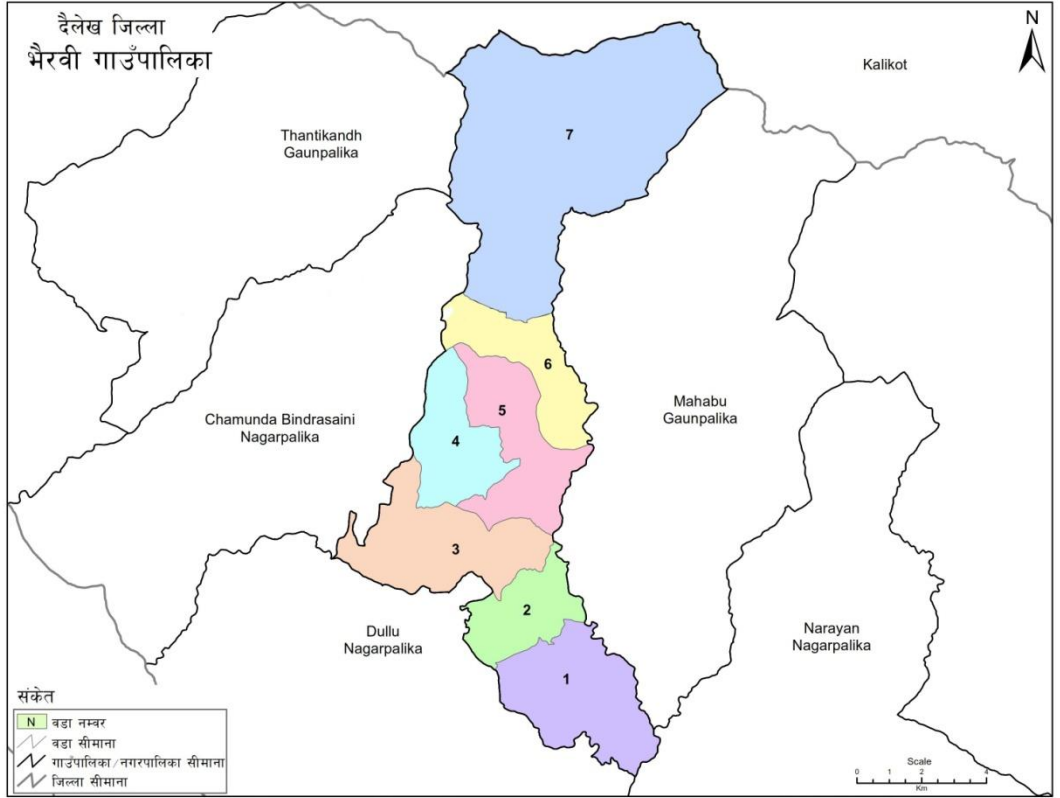 दैलेख जिल्ला
भैरवी गाउँपालिका
N
Kalikot
Thantikandh
Gaunpalika
7
6
Mahabu
Gaunpalika
5
Chamunda Bindrasaini
Nagarpalika
4
3
2
Dullu
Nagarpalika
Narayan
Nagarpalika
1
संकेत
N वडा नम्बर
वडा सीमाना
गाउँपालिका/नगरपालिका सीमाना
जिल्ला सीमाना
Scale
0 1 2 4
Km